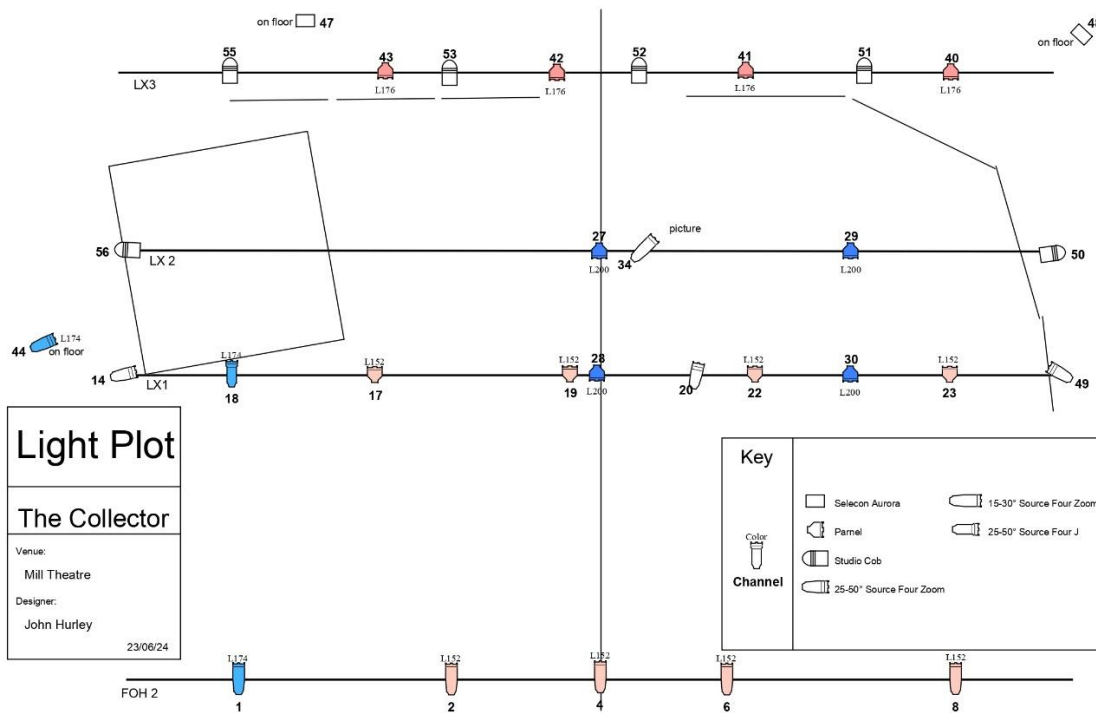 on floor 47
48
on floor
55
43
53
42
52
41
51
40
LX3
L176
L176
L176
L176
56
LX 2
27
L200
34
picture
29
L200
50
44
L174
on floor
14
LX1
L174
18
L152
17
L152
19
28
L200
20
L152
22
30
L200
L152
23
49
Light Plot
The Collector
Venue:
Mill Theatre
Designer:
John Hurley
23/06/24
Key
Color
Channel
Selecon Aurora
Parnel
Studio Cob
25-50° Source Four Zoom
15-30° Source Four Zoom
25-50° Source Four J
FOH 2
L174
1
L152
2
L152
4
L152
6
L152
8